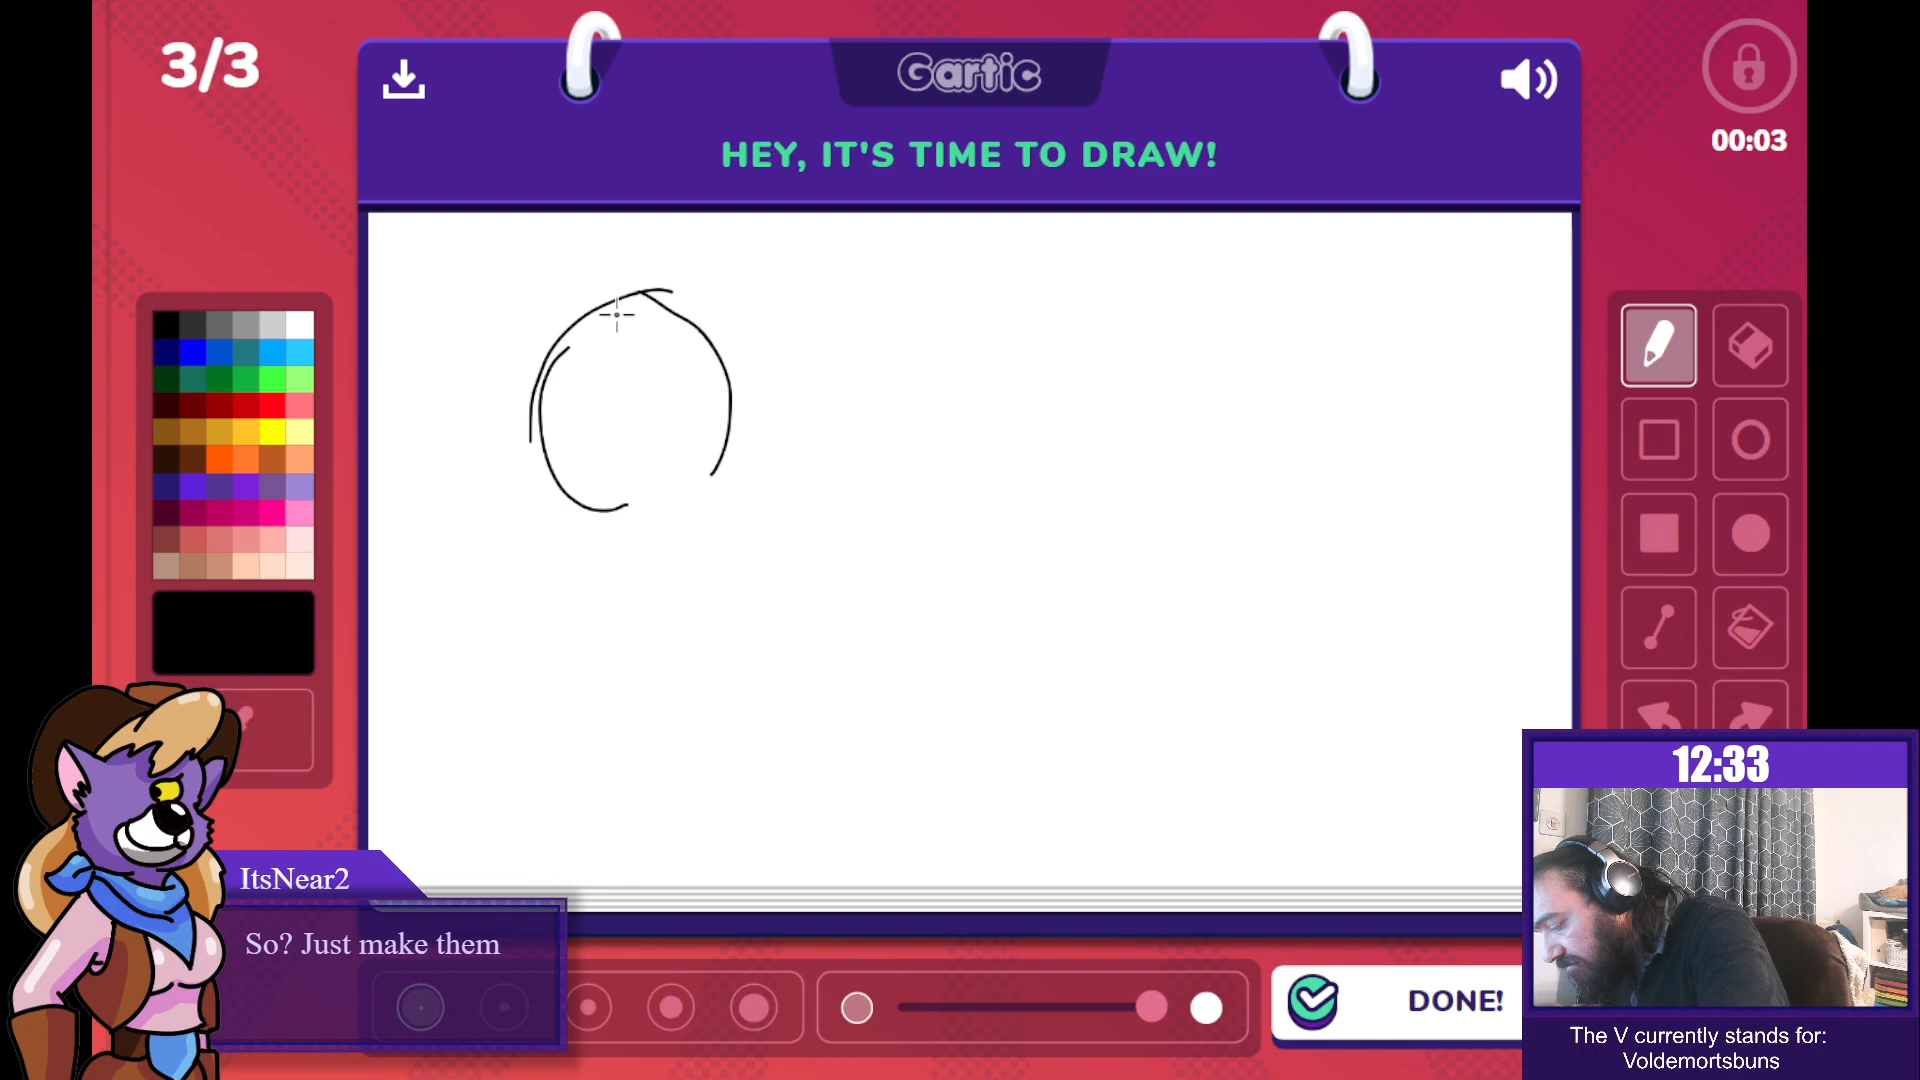 3/3
Gartic
00:03
HEY, IT'S TIME TO DRAW!
12:33
ItsNear2
So? Just make them
DONE!
The V currently stands for:
Voldemortsbuns